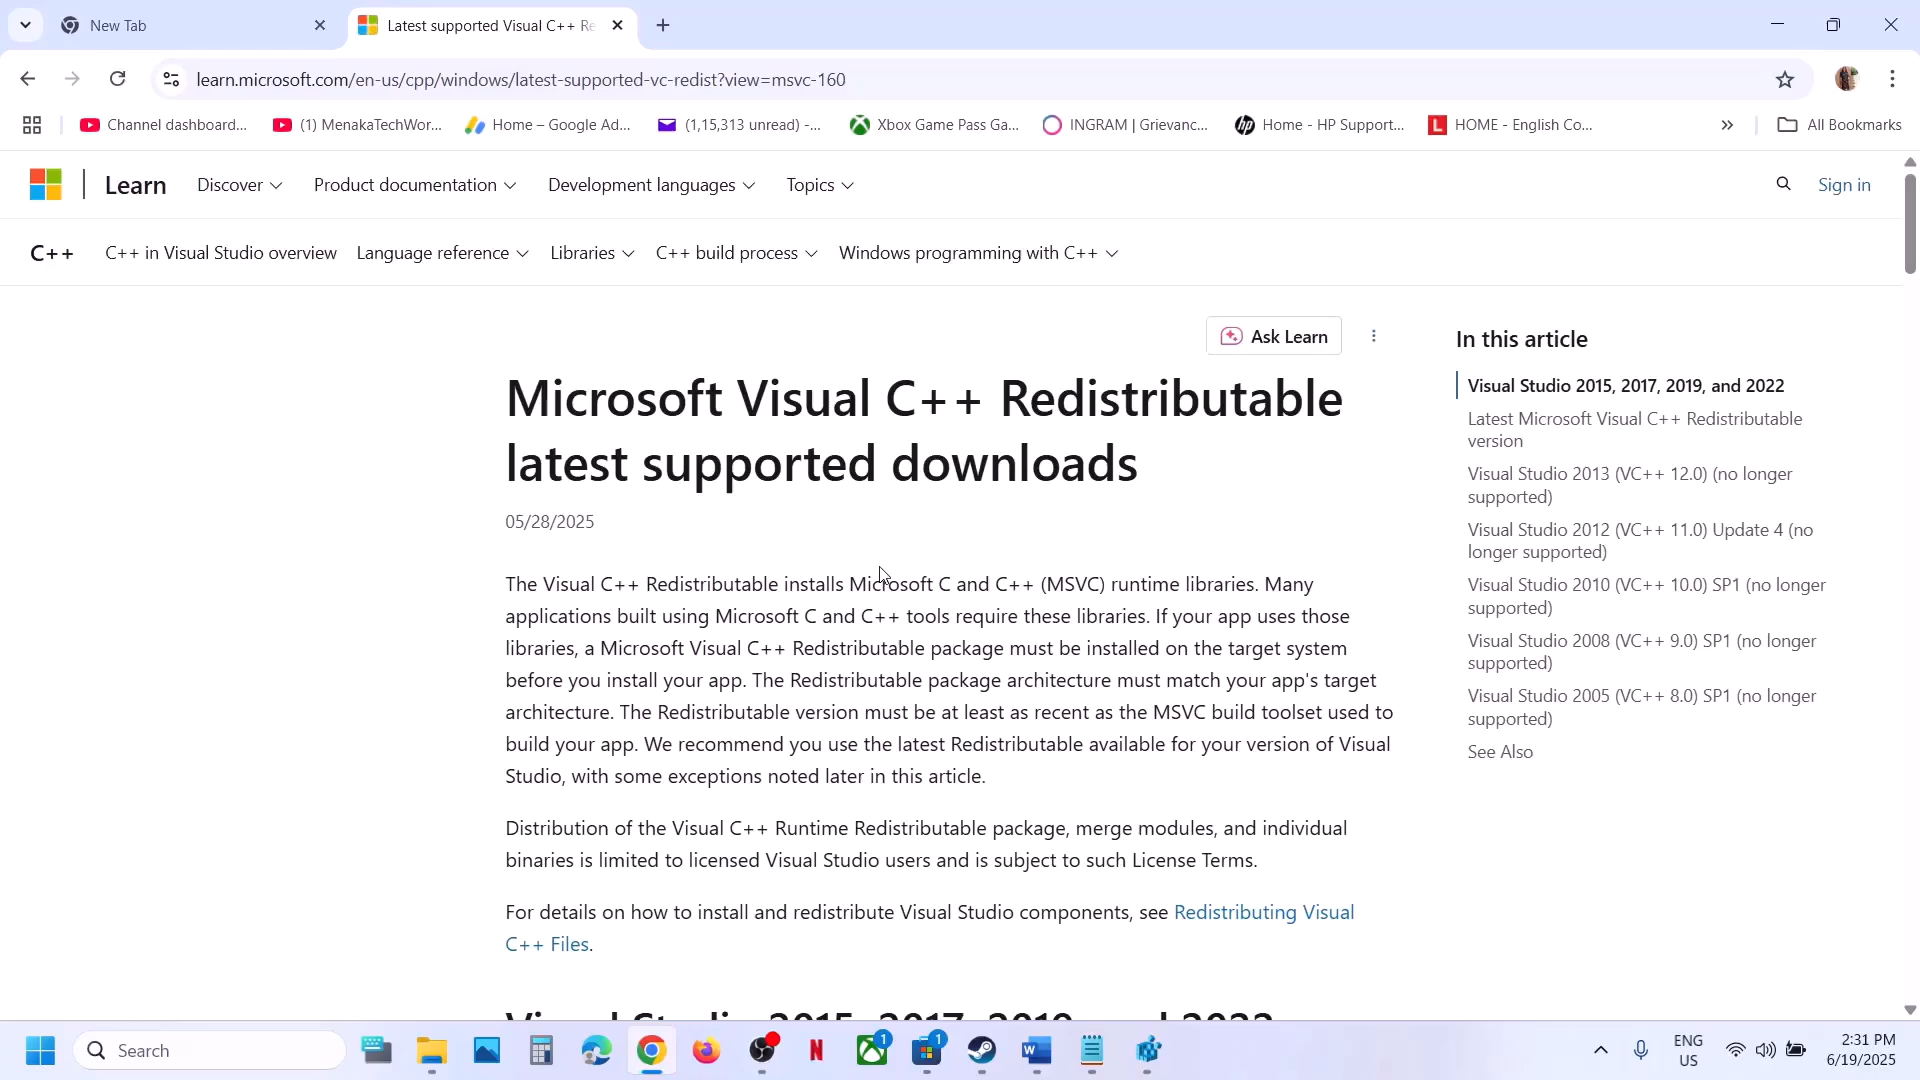 New Tab
Latest supported Visual C++ Re
learn.microsoft.com/en-us/cpp/windows/latest-supported-vc-redist?view=msvc-160
Channel dashboard...
(1) MenakaTechWor...
Home – Google Ad...
(1,15,313 unread) -...
Xbox Game Pass Ga...
INGRAM | Grievanc...
Home - HP Support...
HOME - English Co...
All Bookmarks
Learn
Discover
Product documentation
Development languages
Topics
Sign in
C++
C++ in Visual Studio overview
Language reference
Libraries
C++ build process
Windows programming with C++
Ask Learn
Microsoft Visual C++ Redistributable
latest supported downloads
05/28/2025
The Visual C++ Redistributable installs Microsoft C and C++ (MSVC) runtime libraries. Many
applications built using Microsoft C and C++ tools require these libraries. If your app uses those
libraries, a Microsoft Visual C++ Redistributable package must be installed on the target system
before you install your app. The Redistributable package architecture must match your app's target
architecture. The Redistributable version must be at least as recent as the MSVC build toolset used to
build your app. We recommend you use the latest Redistributable available for your version of Visual
Studio, with some exceptions noted later in this article.
Distribution of the Visual C++ Runtime Redistributable package, merge modules, and individual
binaries is limited to licensed Visual Studio users and is subject to such License Terms.
For details on how to install and redistribute Visual Studio components, see Redistributing Visual
C++ Files.
Visual Studio 2015, 2017, 2019, and 2022
In this article
Visual Studio 2015, 2017, 2019, and 2022
Latest Microsoft Visual C++ Redistributable
version
Visual Studio 2013 (VC++ 12.0) (no longer
supported)
Visual Studio 2012 (VC++ 11.0) Update 4 (no
longer supported)
Visual Studio 2010 (VC++ 10.0) SP1 (no longer
supported)
Visual Studio 2008 (VC++ 9.0) SP1 (no longer
supported)
Visual Studio 2005 (VC++ 8.0) SP1 (no longer
supported)
See Also
Search
1
1
ENG
US
2:31 PM
6/19/2025